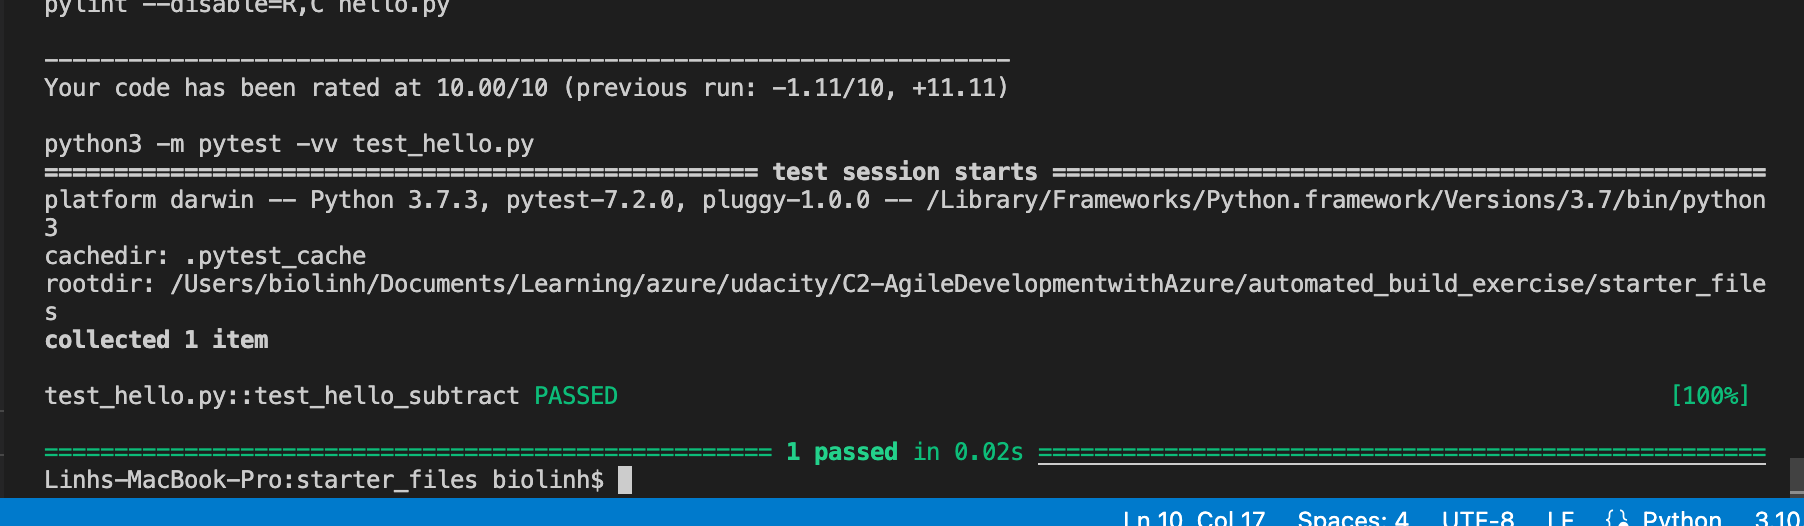 pylint --disable=R,C hello.py
--------------------------------------------------------------------
Your code has been rated at 10.00/10 (previous run: -1.11/10, +11.11)
python3 -m pytest -vv test_hello.py
=================================================== test session starts ===================================================
platform darwin -- Python 3.7.3, pytest-7.2.0, pluggy-1.0.0 -- /Library/Frameworks/Python.framework/Versions/3.7/bin/python
3
cachedir: .pytest_cache
rootdir: /Users/biolinh/Documents/Learning/azure/udacity/C2-AgileDevelopmentwithAzure/automated_build_exercise/starter_file
s
collected 1 item
test_hello.py::test_hello_subtract PASSED [100%]
==================================================== 1 passed in 0.02s ====================================================
Linhs-MacBook-Pro:starter_files biolinh$
Ln 10, Col 17 Spaces: 4 UTF-8 LF {} Python 3.10